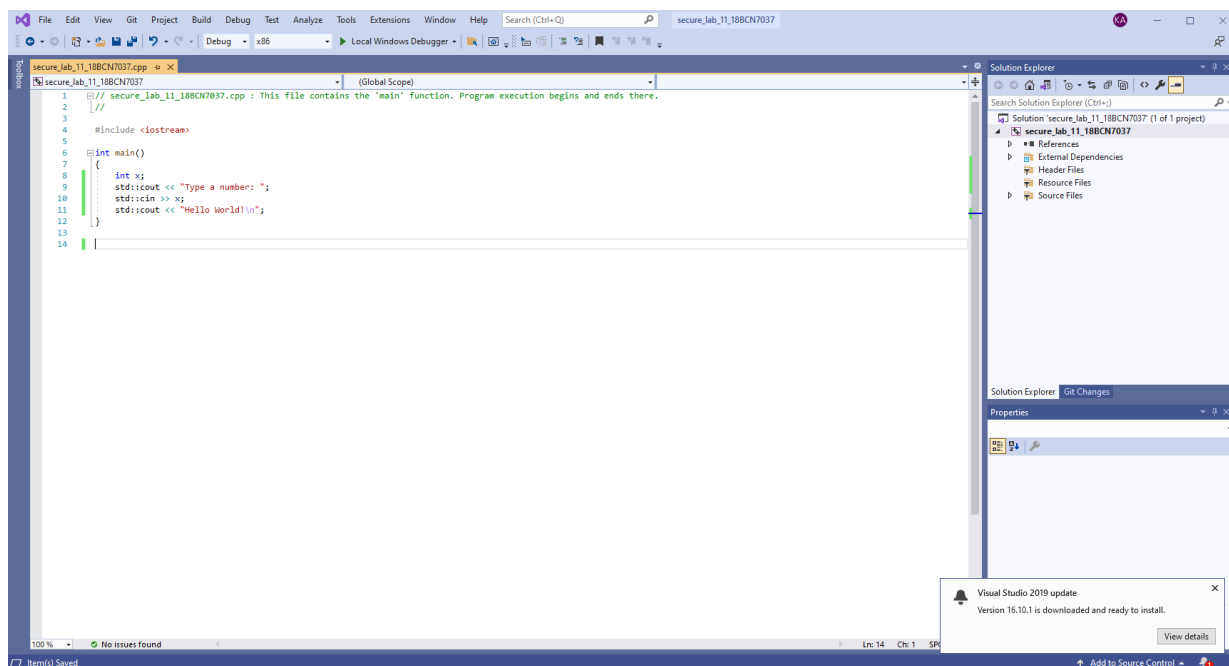 File Edit View Git Project Build Debug Test Analyze Tools Extensions Window Help Search (Ctrl+Q) secure_lab_11_18BCN7037 KA
Debug x86 Local Windows Debugger
Toolbox
secure_lab_11_18BCN7037.cpp
secure_lab_11_18BCN7037 (Global Scope)
1 // secure_lab_11_18BCN7037.cpp : This file contains the 'main' function. Program execution begins and ends there.
2 //
3
4 #include <iostream>
5
6 int main()
7 {
8 int x;
9 std::cout << "Type a number: ";
10 std::cin >> x;
11 std::cout << "Hello World!\n";
12 }
13
14
100 % No issues found Ln: 14 Ch: 1 SPC
Solution Explorer
Search Solution Explorer (Ctrl+;)
Solution 'secure_lab_11_18BCN7037' (1 of 1 project)
secure_lab_11_18BCN7037
References
External Dependencies
Header Files
Resource Files
Source Files
Solution Explorer Git Changes
Properties
Visual Studio 2019 update
Version 16.10.1 is downloaded and ready to install.
View details
Item(s) Saved Add to Source Control 1